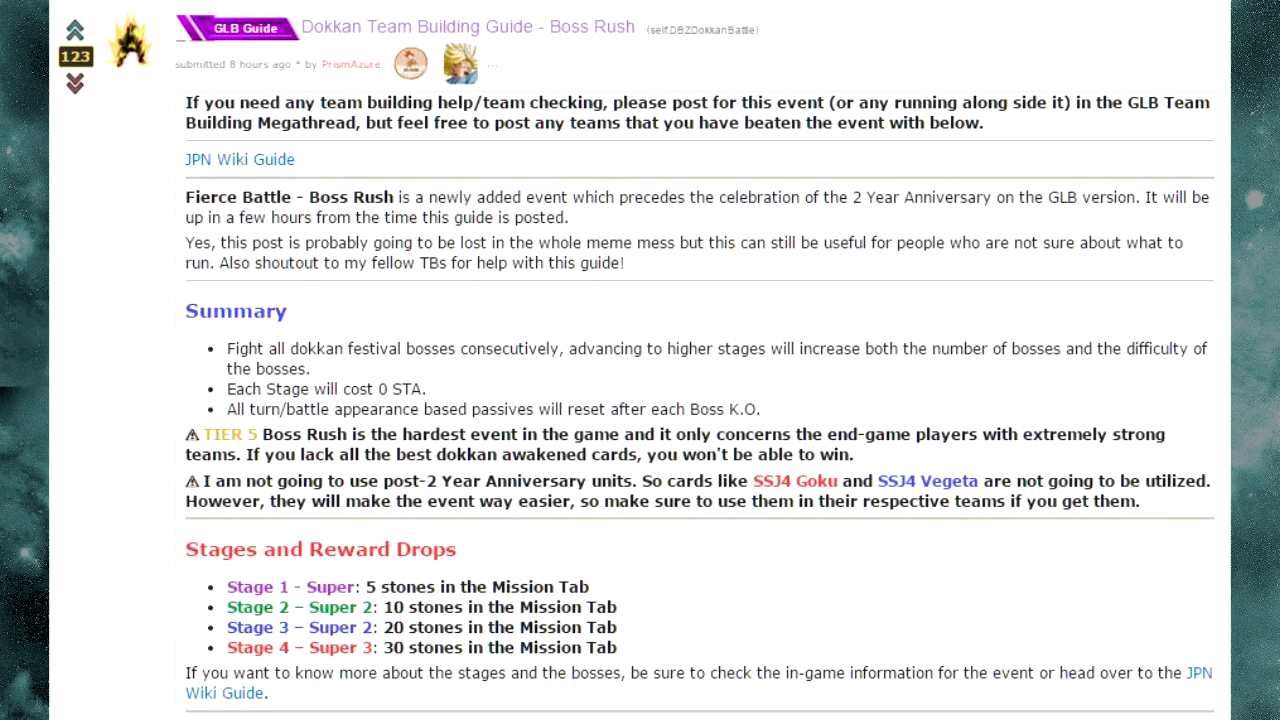 GLB Guide Dokkan Team Building Guide - Boss Rush (self.DBZDokkanBattle)
123
submitted 8 hours ago * by PrismAzure ...
If you need any team building help/team checking, please post for this event (or any running along side it) in the GLB Team
Building Megathread, but feel free to post any teams that you have beaten the event with below.
JPN Wiki Guide
Fierce Battle - Boss Rush is a newly added event which precedes the celebration of the 2 Year Anniversary on the GLB version. It will be
up in a few hours from the time this guide is posted.
Yes, this post is probably going to be lost in the whole meme mess but this can still be useful for people who are not sure about what to
run. Also shoutout to my fellow TBs for help with this guide!
Summary
• Fight all dokkan festival bosses consecutively, advancing to higher stages will increase both the number of bosses and the difficulty of
the bosses.
• Each Stage will cost 0 STA.
• All turn/battle appearance based passives will reset after each Boss K.O.
⚠ TIER 5 Boss Rush is the hardest event in the game and it only concerns the end-game players with extremely strong
teams. If you lack all the best dokkan awakened cards, you won't be able to win.
⚠ I am not going to use post-2 Year Anniversary units. So cards like SSJ4 Goku and SSJ4 Vegeta are not going to be utilized.
However, they will make the event way easier, so make sure to use them in their respective teams if you get them.
Stages and Reward Drops
• Stage 1 - Super: 5 stones in the Mission Tab
• Stage 2 – Super 2: 10 stones in the Mission Tab
• Stage 3 – Super 2: 20 stones in the Mission Tab
• Stage 4 – Super 3: 30 stones in the Mission Tab
If you want to know more about the stages and the bosses, be sure to check the in-game information for the event or head over to the JPN
Wiki Guide.